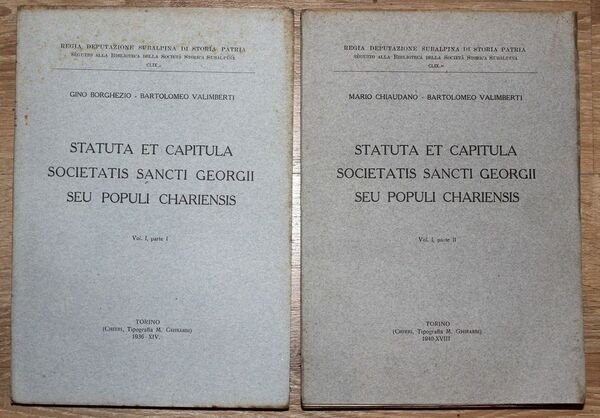 REGIA DEPUTAZIONE SUBALPINA DI STORIA PATRIA
SEGUITO ALLA BIBLIOTECA DELLA SOCIETÀ STORICA SUBALPINA
GINO BORGHEZIO - BARTOLOMEO VALIMBERTI
STATUTA ET CAPITULA
SOCIETATIS SANCTI GEORGII
SEU POPULI CHARIENSIS
Vol. I, parte I
TORINO
(CHIERI, Tipografia M. GHIRARDI)
1936 - XIV.
REGIA DEPUTAZIONE SUBALPINA DI STORIA PATRIA
SEGUITO ALLA BIBLIOTECA DELLA SOCIETÀ STORICA SUBALPINA
MARIO CHIAUDANO - BARTOLOMEO VALIMBERTI
STATUTA ET CAPITULA
SOCIETATIS SANCTI GEORGII
SEU POPULI CHARIENSIS
Vol. I, parte II
TORINO
(CHIERI, Tipografia M. GHIRARDI)
1940-XVIII